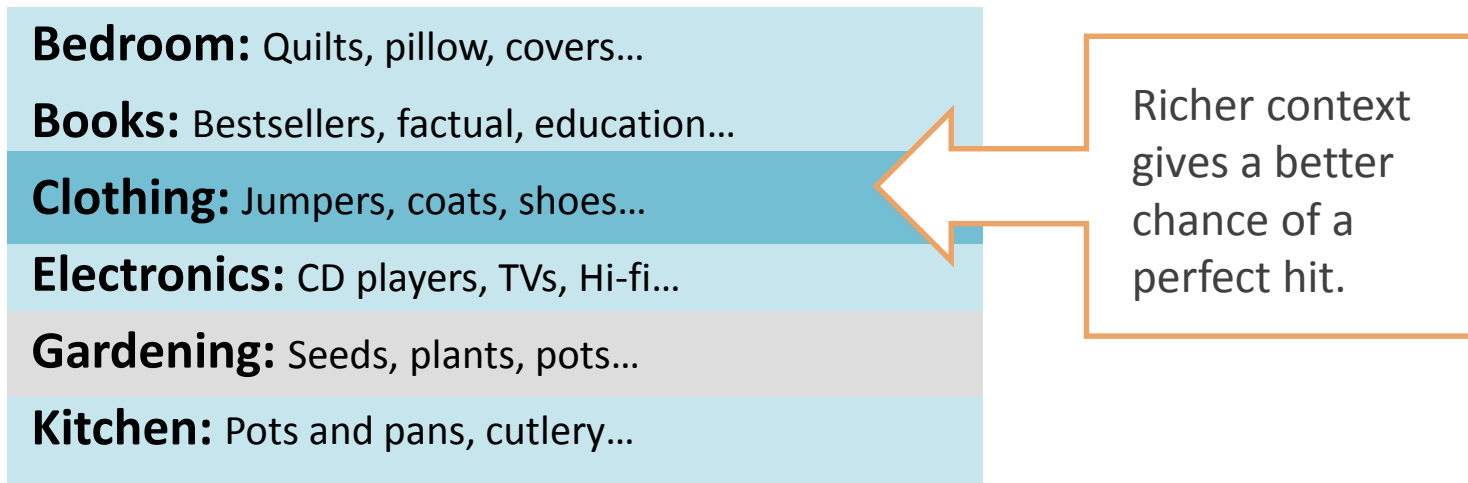 Bedroom: Quilts, pillow, covers…
Books: Bestsellers, factual, education…
Clothing: Jumpers, coats, shoes…
Electronics: CD players, TVs, Hi-fi…
Gardening: Seeds, plants, pots…
Kitchen: Pots and pans, cutlery…
Richer context
gives a better
chance of a
perfect hit.